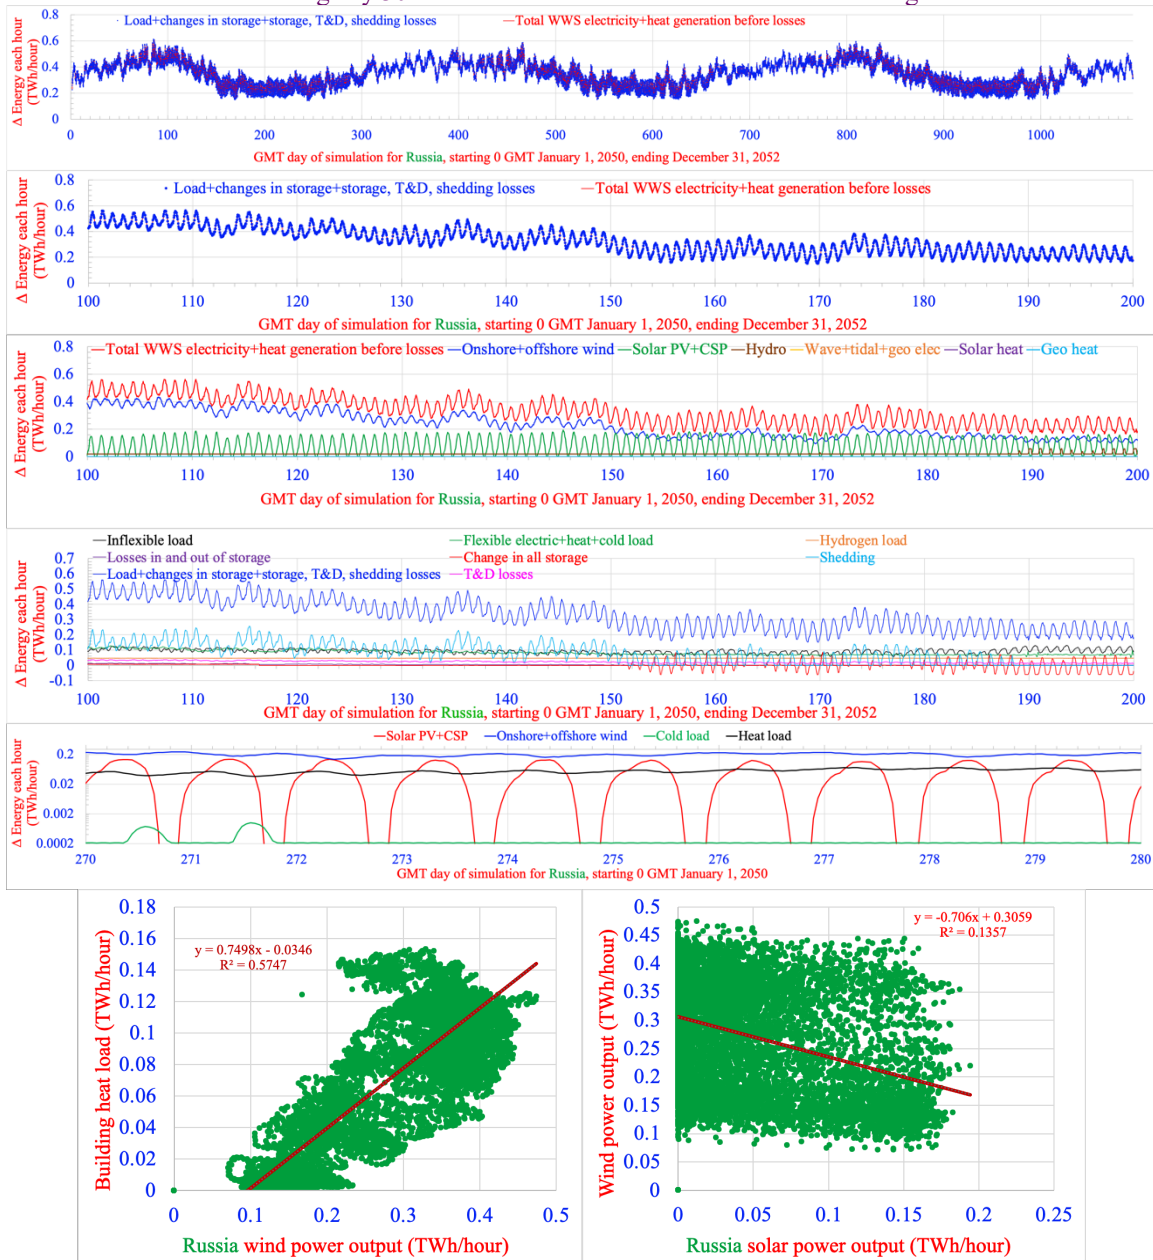 Load+changes in storage+storage, T&D, shedding losses
Total WWS electricity+heat generation before losses
Δ Energy each hour
(TWh/hour)
0.8
0.6
0.4
0.2
0
0 100 200 300 400 500 600 700 800 900 1000
GMT day of simulation for Russia, starting 0 GMT January 1, 2050, ending December 31, 2052
Load+changes in storage+storage, T&D, shedding losses
Total WWS electricity+heat generation before losses
Δ Energy each hour
(TWh/hour)
0.8
0.6
0.4
0.2
0
100 110 120 130 140 150 160 170 180 190 200
GMT day of simulation for Russia, starting 0 GMT January 1, 2050, ending December 31, 2052
Total WWS electricity+heat generation before losses Onshore+offshore wind Solar PV+CSP Hydro Wave+tidal+geo elec Solar heat Geo heat
Δ Energy each hour
(TWh/hour)
0.8
0.6
0.4
0.2
0
100 110 120 130 140 150 160 170 180 190 200
GMT day of simulation for Russia, starting 0 GMT January 1, 2050, ending December 31, 2052
Inflexible load Flexible electric+heat+cold load Hydrogen load
Losses in and out of storage Change in all storage Shedding
Load+changes in storage+storage, T&D, shedding losses T&D losses
Δ Energy each hour
(TWh/hour)
0.7
0.6
0.5
0.4
0.3
0.2
0.1
0
-0.1
100 110 120 130 140 150 160 170 180 190 200
GMT day of simulation for Russia, starting 0 GMT January 1, 2050, ending December 31, 2052
Solar PV+CSP Onshore+offshore wind Cold load Heat load
Δ Energy each hour
(TWh/hour)
0.2
0.02
0.002
0.0002
270 271 272 273 274 275 276 277 278 279 280
GMT day of simulation for Russia, starting 0 GMT January 1, 2050
Building heat load (TWh/hour)
0.18
0.16
0.14
0.12
0.1
0.08
0.06
0.04
0.02
0
y = 0.7498x - 0.0346
R² = 0.5747
0 0.1 0.2 0.3 0.4 0.5
Russia wind power output (TWh/hour)
Wind power output (TWh/hour)
0.5
0.45
0.4
0.35
0.3
0.25
0.2
0.15
0.1
0.05
0
y = -0.706x + 0.3059
R² = 0.1357
0 0.05 0.1 0.15 0.2 0.25
Russia solar power output (TWh/hour)